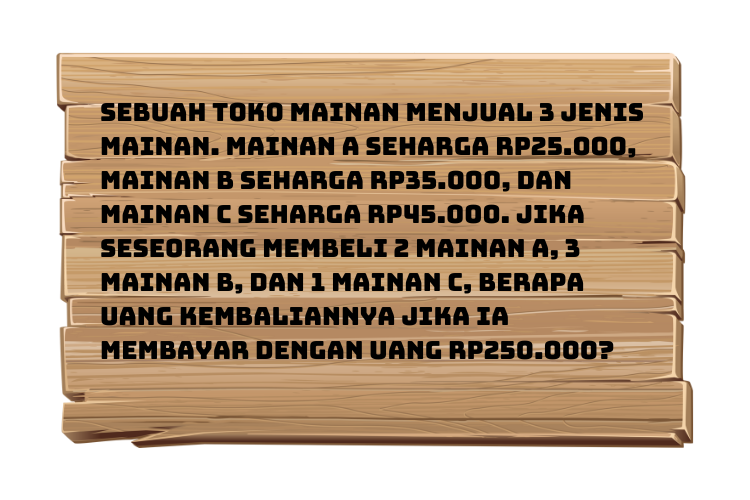 SEBUAH TOKO MAINAN MENJUAL 3 JENIS
MAINAN. MAINAN A SEHARGA RP25.000,
MAINAN B SEHARGA RP35.000, DAN
MAINAN C SEHARGA RP45.000. JIKA
SESEORANG MEMBELI 2 MAINAN A, 3
MAINAN B, DAN 1 MAINAN C, BERAPA
UANG KEMBALIANNYA JIKA IA
MEMBAYAR DENGAN UANG RP250.000?